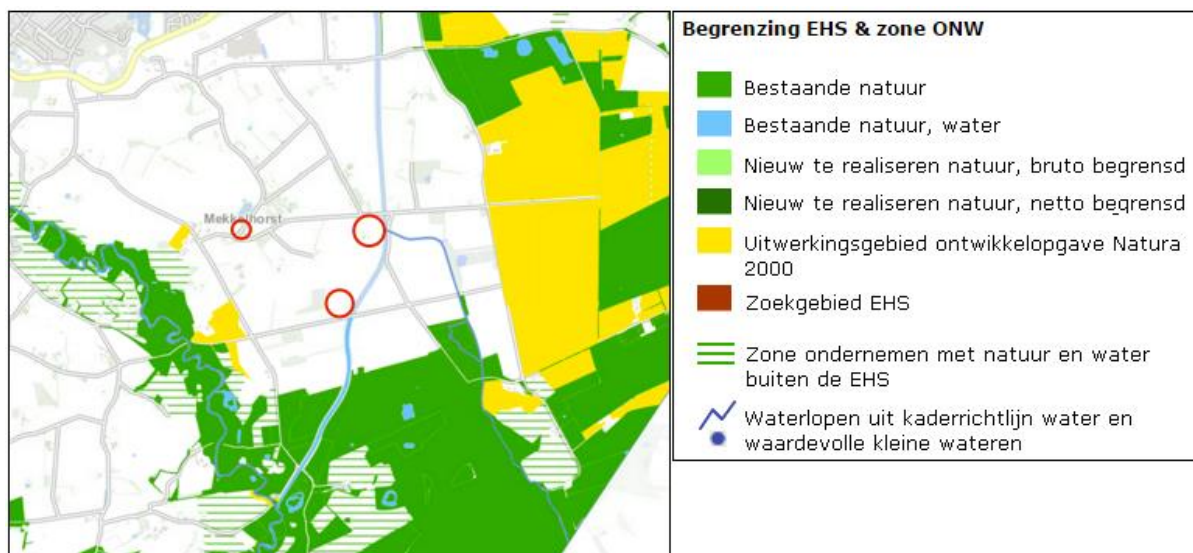 Mekkelhorst
Begrenzing EHS & zone ONW
Bestaande natuur
Bestaande natuur, water
Nieuw te realiseren natuur, bruto begrensd
Nieuw te realiseren natuur, netto begrensd
Uitwerkingsgebied ontwikkelopgave Natura
2000
Zoekgebied EHS
Zone ondernemen met natuur en water
buiten de EHS
Waterlopen uit kaderrichtlijn water en
waardevolle kleine wateren